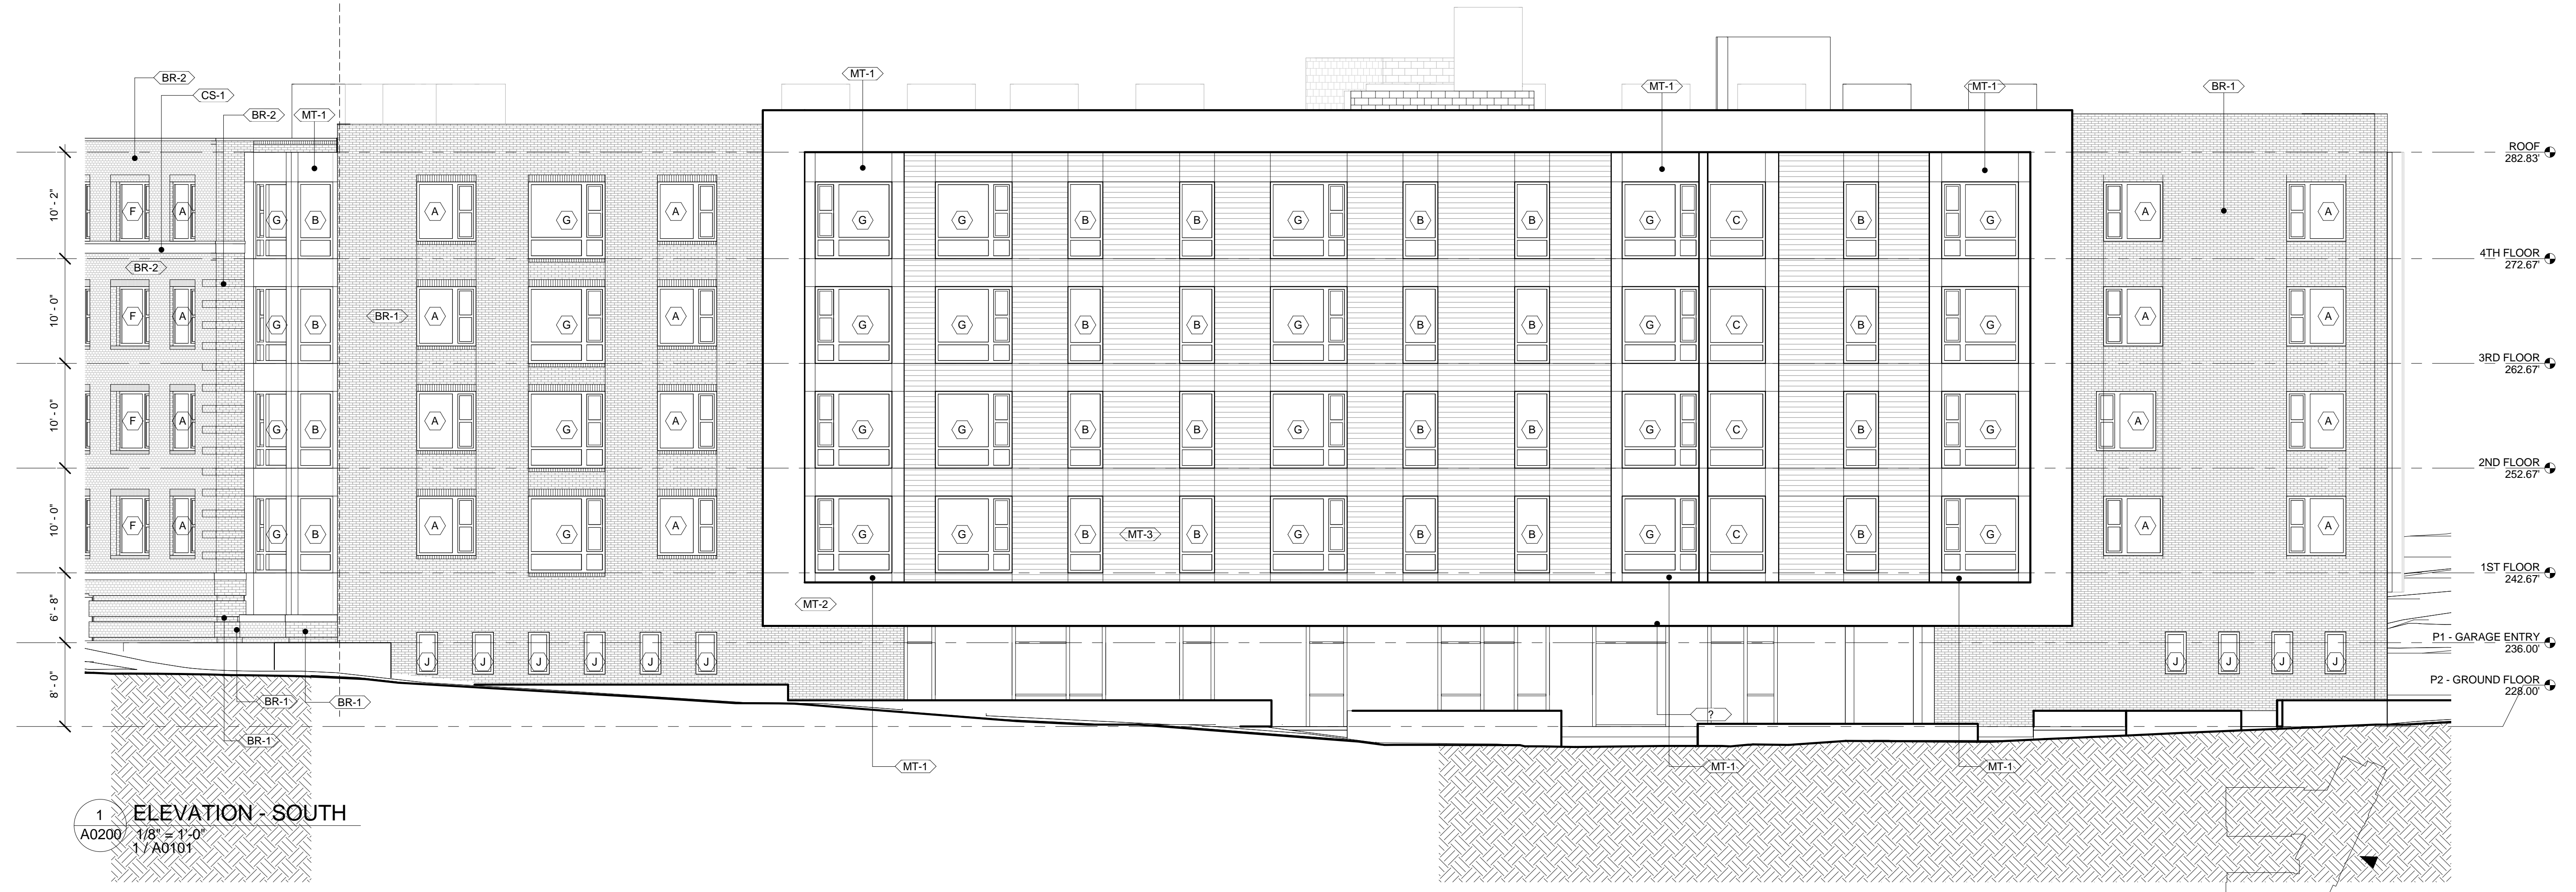 BR-2
CS-1
BR-2
MT-1
MT-1
MT-1
MT-1
BR-1
ROOF
282.83'
10' - 2"
F A G B A G A G G B B G B B G C B G A A
4TH FLOOR
272.67'
BR-2
10' - 0"
F A G B BR-1 A G A G G B B G B B G C B G A A
3RD FLOOR
262.67'
10' - 0"
F A G B A G A G G B B G B B G C B G A A
2ND FLOOR
252.67'
10' - 0"
F A G B A G A G G B B G B B G C B G A A
MT-3
1ST FLOOR
242.67'
6' - 8"
MT-2
P1 - GARAGE ENTRY
236.00'
J J J J J J J J J J
8' - 0"
P2 - GROUND FLOOR
228.00'
BR-1
BR-1
?
BR-1
MT-1
MT-1
MT-1
1
A0200
ELEVATION - SOUTH
1/8" = 1'-0"
1 / A0101